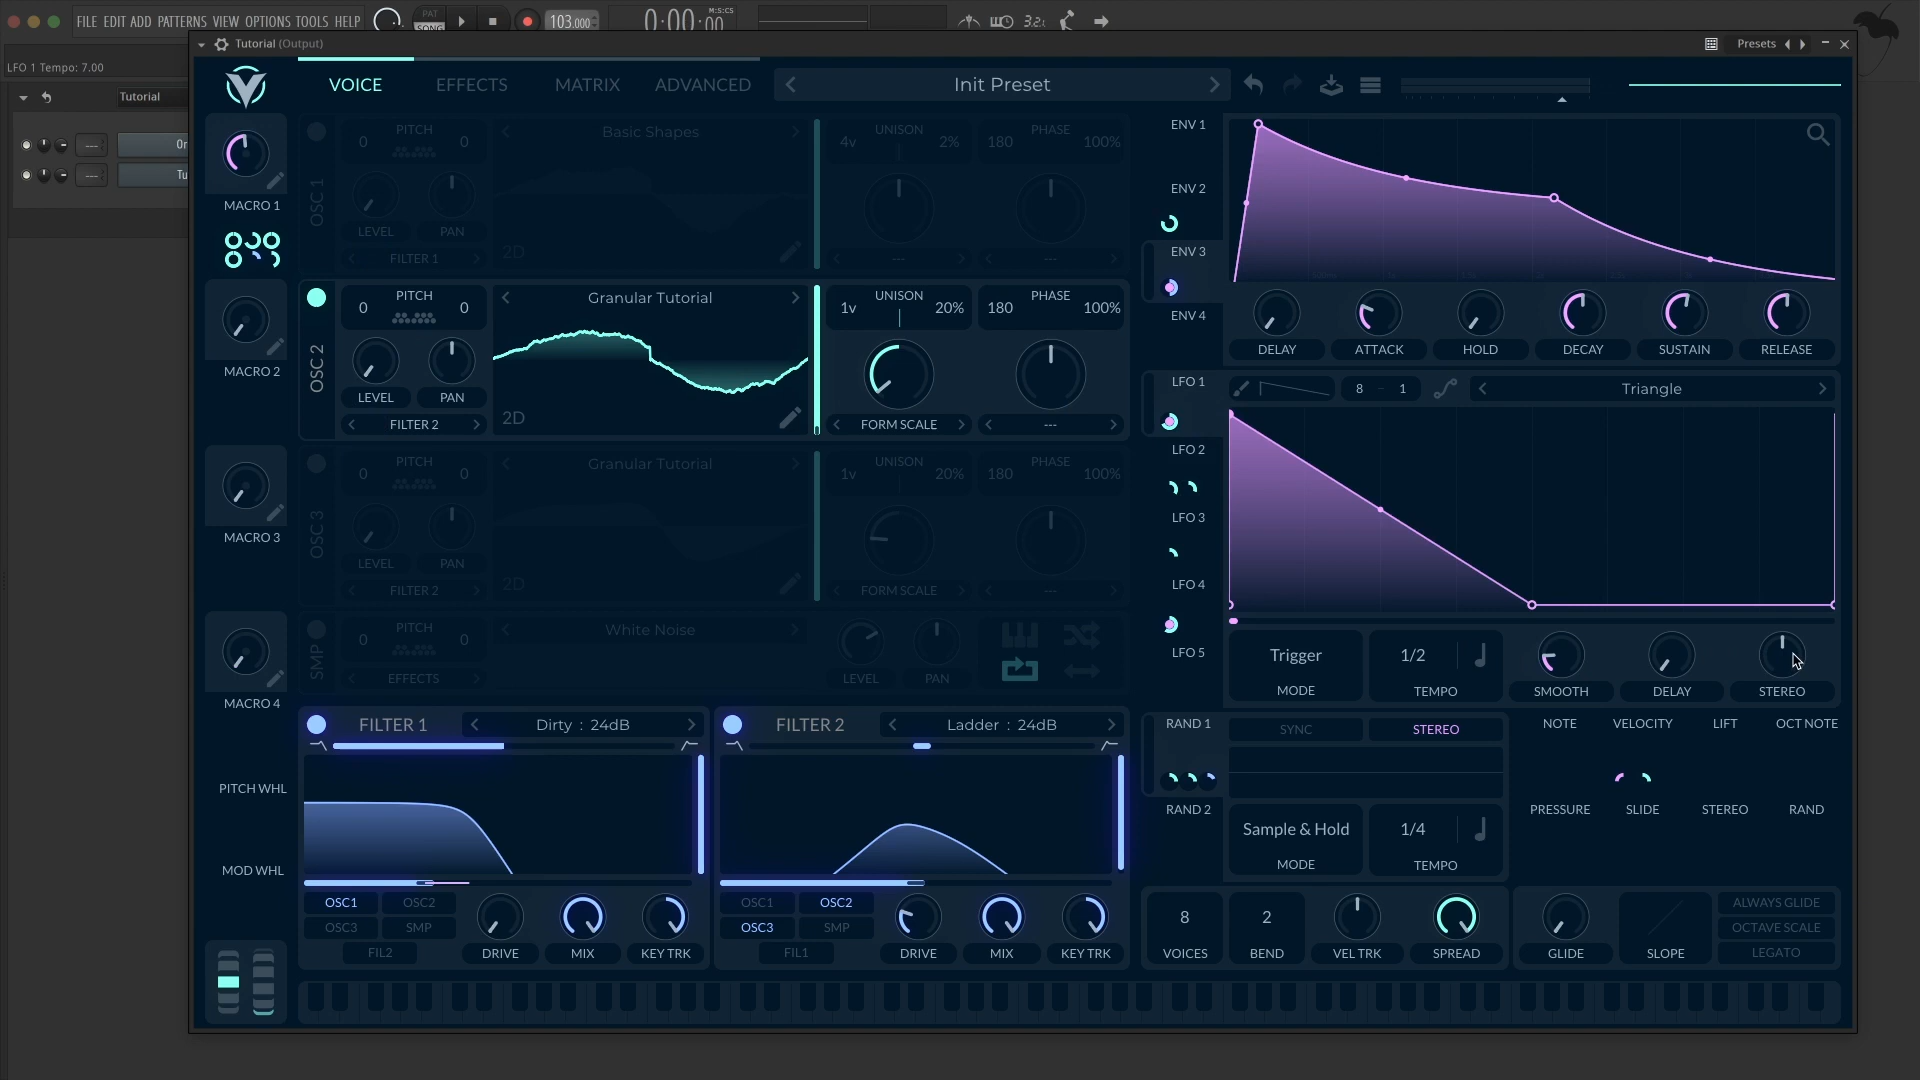 FILE EDIT ADD PATTERNS VIEW OPTIONS TOOLS HELP
PAT
SONG
103.000
0:00:00
M:S:CS
LFO 1 Tempo: 7.00
Tutorial (Output)
Presets
Tutorial
VOICE
EFFECTS
MATRIX
ADVANCED
Init Preset
MACRO 1
MACRO 2
MACRO 3
MACRO 4
PITCH WHL
MOD WHL
OSC 1
0 PITCH 0
LEVEL
PAN
FILTER 1
Basic Shapes
2D
4v UNISON 2%
180 PHASE 100%
---
---
OSC 2
0 PITCH 0
LEVEL
PAN
FILTER 2
Granular Tutorial
2D
1v UNISON 20%
180 PHASE 100%
FORM SCALE
---
OSC 3
0 PITCH 0
LEVEL
PAN
FILTER 2
Granular Tutorial
2D
1v UNISON 20%
180 PHASE 100%
FORM SCALE
---
SMP
0 PITCH 0
EFFECTS
White Noise
LEVEL
PAN
FILTER 1
Dirty : 24dB
OSC1
OSC2
OSC3
SMP
FIL2
DRIVE
MIX
KEY TRK
FILTER 2
Ladder : 24dB
OSC1
OSC2
OSC3
SMP
FIL1
DRIVE
MIX
KEY TRK
ENV 1
ENV 2
ENV 3
ENV 4
DELAY
ATTACK
HOLD
DECAY
SUSTAIN
RELEASE
LFO 1
LFO 2
LFO 3
LFO 4
LFO 5
8 - 1
Triangle
Trigger
MODE
1/2
TEMPO
SMOOTH
DELAY
STEREO
RAND 1
RAND 2
SYNC
STEREO
Sample & Hold
MODE
1/4
TEMPO
NOTE
VELOCITY
LIFT
OCT NOTE
PRESSURE
SLIDE
STEREO
RAND
8
VOICES
2
BEND
VEL TRK
SPREAD
GLIDE
SLOPE
ALWAYS GLIDE
OCTAVE SCALE
LEGATO